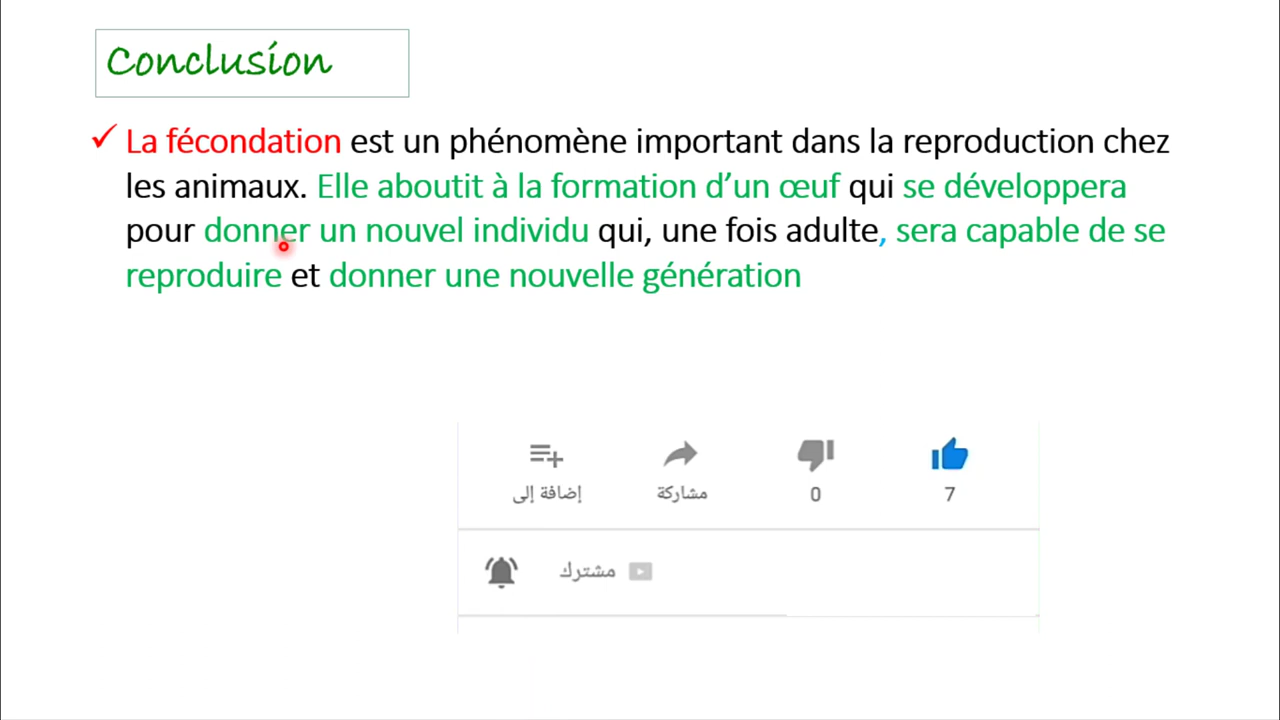 Conclusion
✓ La fécondation est un phénomène important dans la reproduction chez
les animaux. Elle aboutit à la formation d’un œuf qui se développera
pour donner un nouvel individu qui, une fois adulte, sera capable de se
reproduire et donner une nouvelle génération
إضافة إلى مشاركة 0 7
مشترك